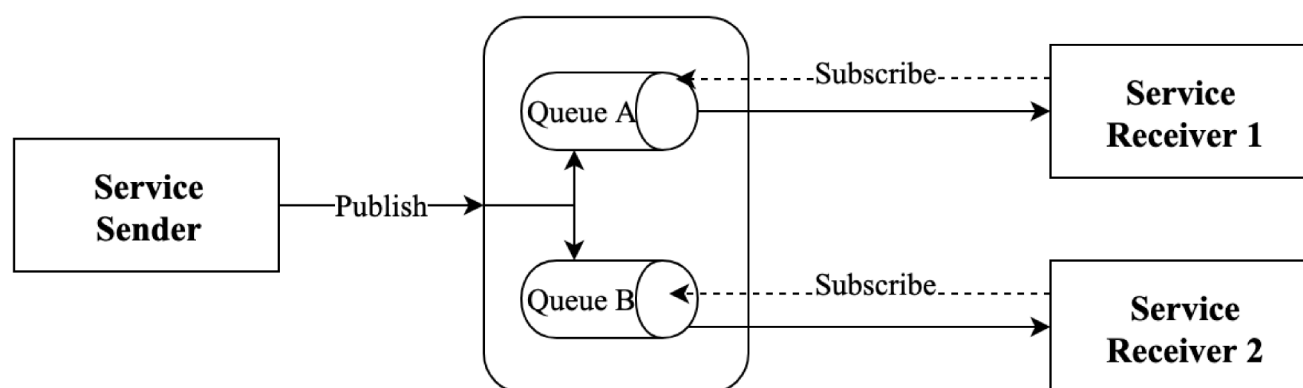 Service
Sender
Publish
Queue A
Queue B
Subscribe
Subscribe
Service
Receiver 1
Service
Receiver 2